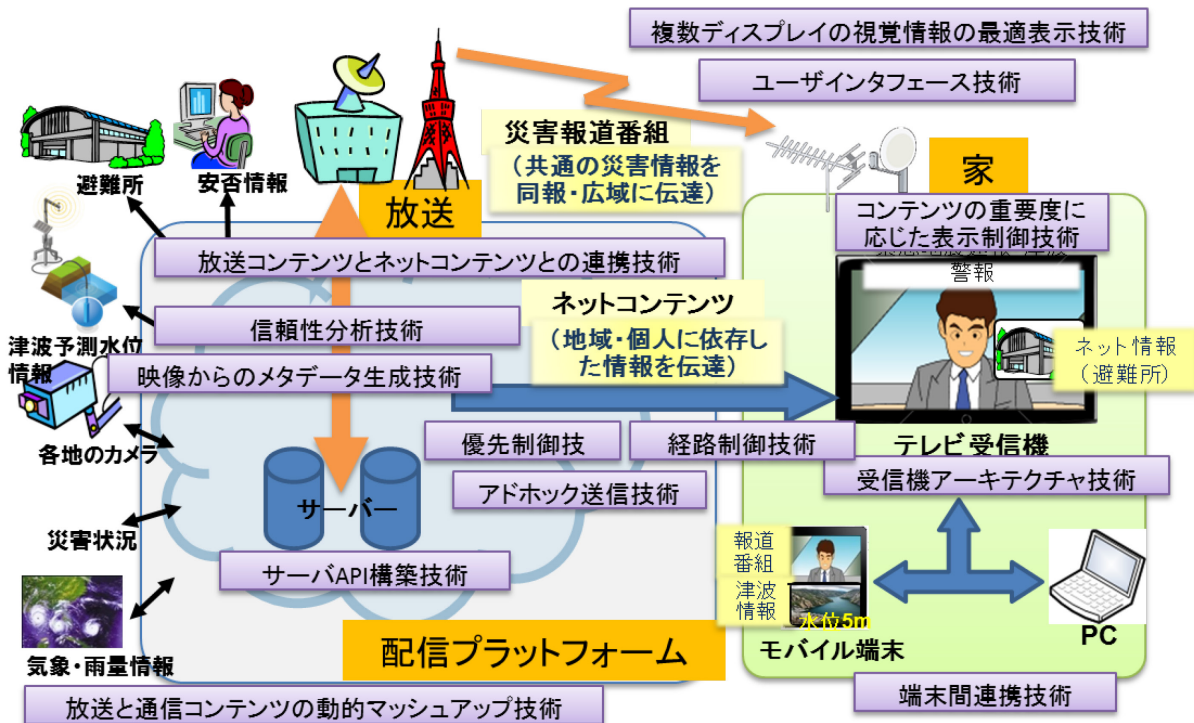 複数ディスプレイの視覚情報の最適表示技術
ユーザインタフェース技術
災害報道番組
（共通の災害情報を
同報・広域に伝達）
家
避難所
安否情報
放送
コンテンツの重要度に
応じた表示制御技術
警報
放送コンテンツとネットコンテンツとの連携技術
ネットコンテンツ
（地域・個人に依存し
た情報を伝達）
信頼性分析技術
津波予測水位
情報
ネット情報
（避難所）
映像からのメタデータ生成技術
各地のカメラ
優先制御技
経路制御技術
テレビ受信機
受信機アーキテクチャ技術
アドホック送信技術
サーバー
災害状況
サーバAPI構築技術
報道
番組
津波
情報
水位5m
モバイル端末
PC
気象・雨量情報
配信プラットフォーム
端末間連携技術
放送と通信コンテンツの動的マッシュアップ技術